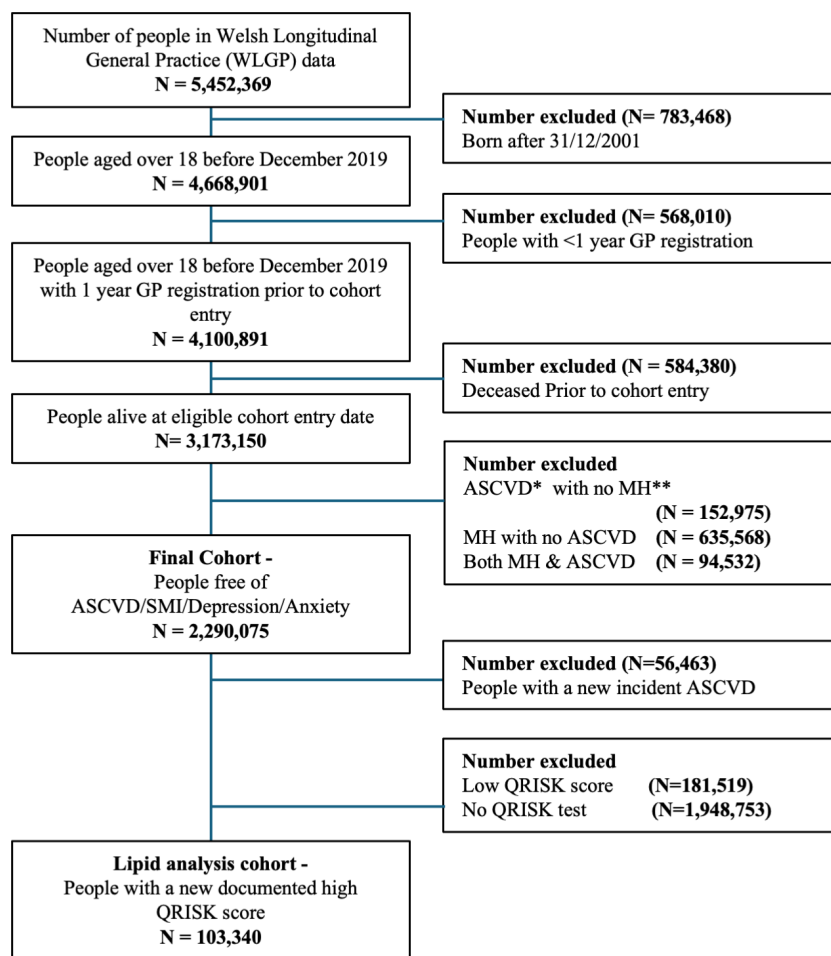 Number of people in Welsh Longitudinal
General Practice (WLGP) data
N = 5,452,369
Number excluded (N= 783,468)
Born after 31/12/2001
People aged over 18 before December 2019
N = 4,668,901
Number excluded (N= 568,010)
People with <1 year GP registration
People aged over 18 before December 2019
with 1 year GP registration prior to cohort
entry
N = 4,100,891
Number excluded (N = 584,380)
Deceased Prior to cohort entry
People alive at eligible cohort entry date
N= 3,173,150
Number excluded
ASCVD* with no MH**
(N = 152,975)
MH with no ASCVD (N = 635,568)
Both MH & ASCVD (N = 94,532)
Final Cohort -
People free of
ASCVD/SMI/Depression/Anxiety
N = 2,290,075
Number excluded (N=56,463)
People with a new incident ASCVD
Number excluded
Low QRISK score (N=181,519)
No QRISK test (N=1,948,753)
Lipid analysis cohort -
People with a new documented high
QRISK score
N = 103,340